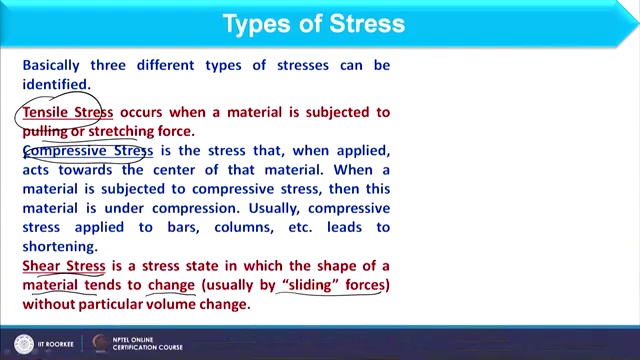 Types of Stress
Basically three different types of stresses can be
identified.
Tensile Stress occurs when a material is subjected to
pulling or stretching force.
Compressive Stress is the stress that, when applied,
acts towards the center of that material. When a
material is subjected to compressive stress, then this
material is under compression. Usually, compressive
stress applied to bars, columns, etc. leads to
shortening.
Shear Stress is a stress state in which the shape of a
material tends to change (usually by “sliding” forces)
without particular volume change.
IIT ROORKEE
NPTEL ONLINE
CERTIFICATION COURSE